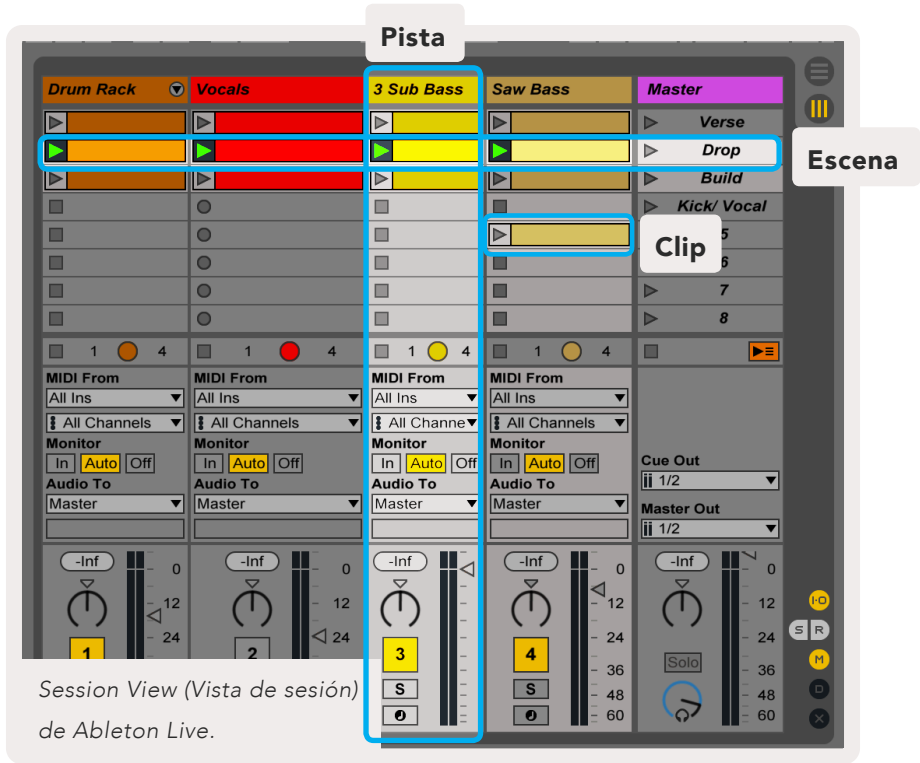 Pista
Drum Rack Vocals 3 Sub Bass Saw Bass Master
Verse
Drop
Escena
Build
Kick/ Vocal
5
Clip
6
7
8
1 4 1 4 1 4 1 4
MIDI From MIDI From MIDI From MIDI From
All Ins All Ins All Ins All Ins
All Channels All Channels All Channe All Channels
Monitor Monitor Monitor Monitor
In Auto Off In Auto Off In Auto Off In Auto Off
Cue Out
Audio To Audio To Audio To Audio To
1/2
Master Master Master Master
Master Out
1/2
-Inf -Inf -Inf -Inf -Inf
0 0 0 0
12 12 12 12
24 24 24 24
I·O
S R
1 2 3 4 Solo
M
36 36
Session View (Vista de sesión)
S S
48 48
D
de Ableton Live.
60 60
X